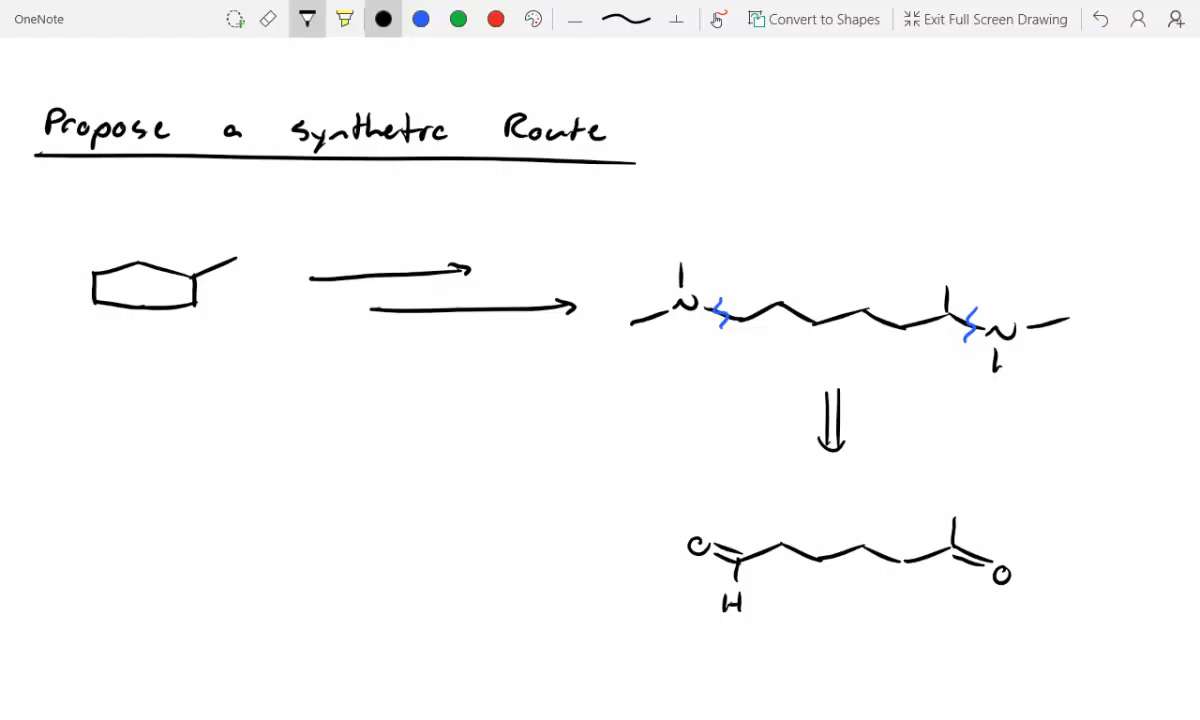 OneNote
Convert to Shapes
Exit Full Screen Drawing
Propose a synthetic Route
N
N
O
O
H